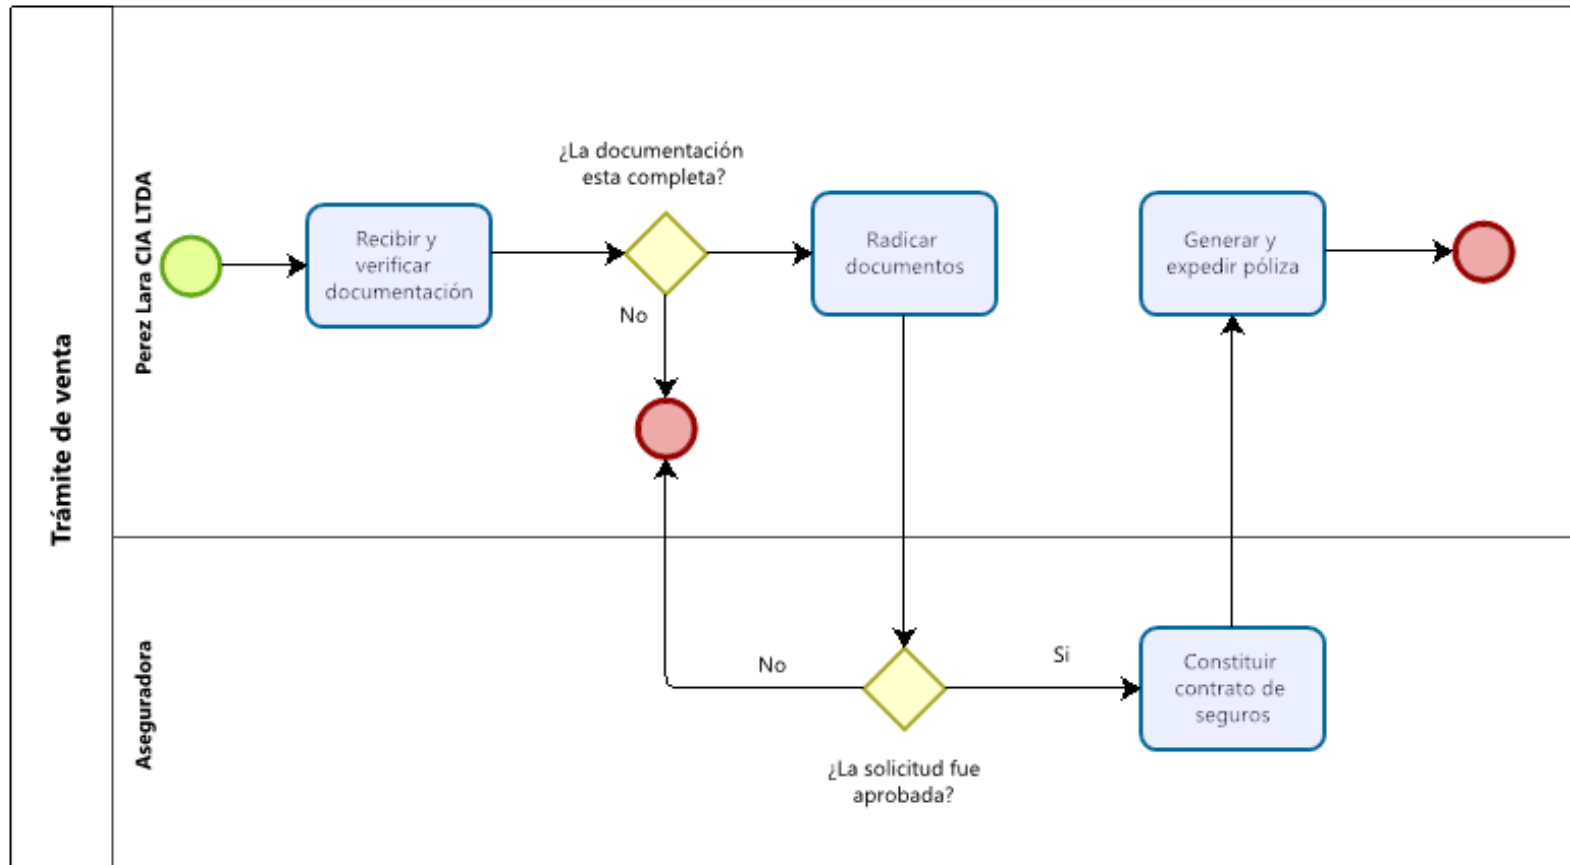 Trámite de venta
Perez Lara CIA LTDA
Recibir y
verificar
documentación
¿La documentación
esta completa?
No
Radicar
documentos
Generar y
expedir póliza
Aseguradora
No
¿La solicitud fue
aprobada?
Si
Constituir
contrato de
seguros